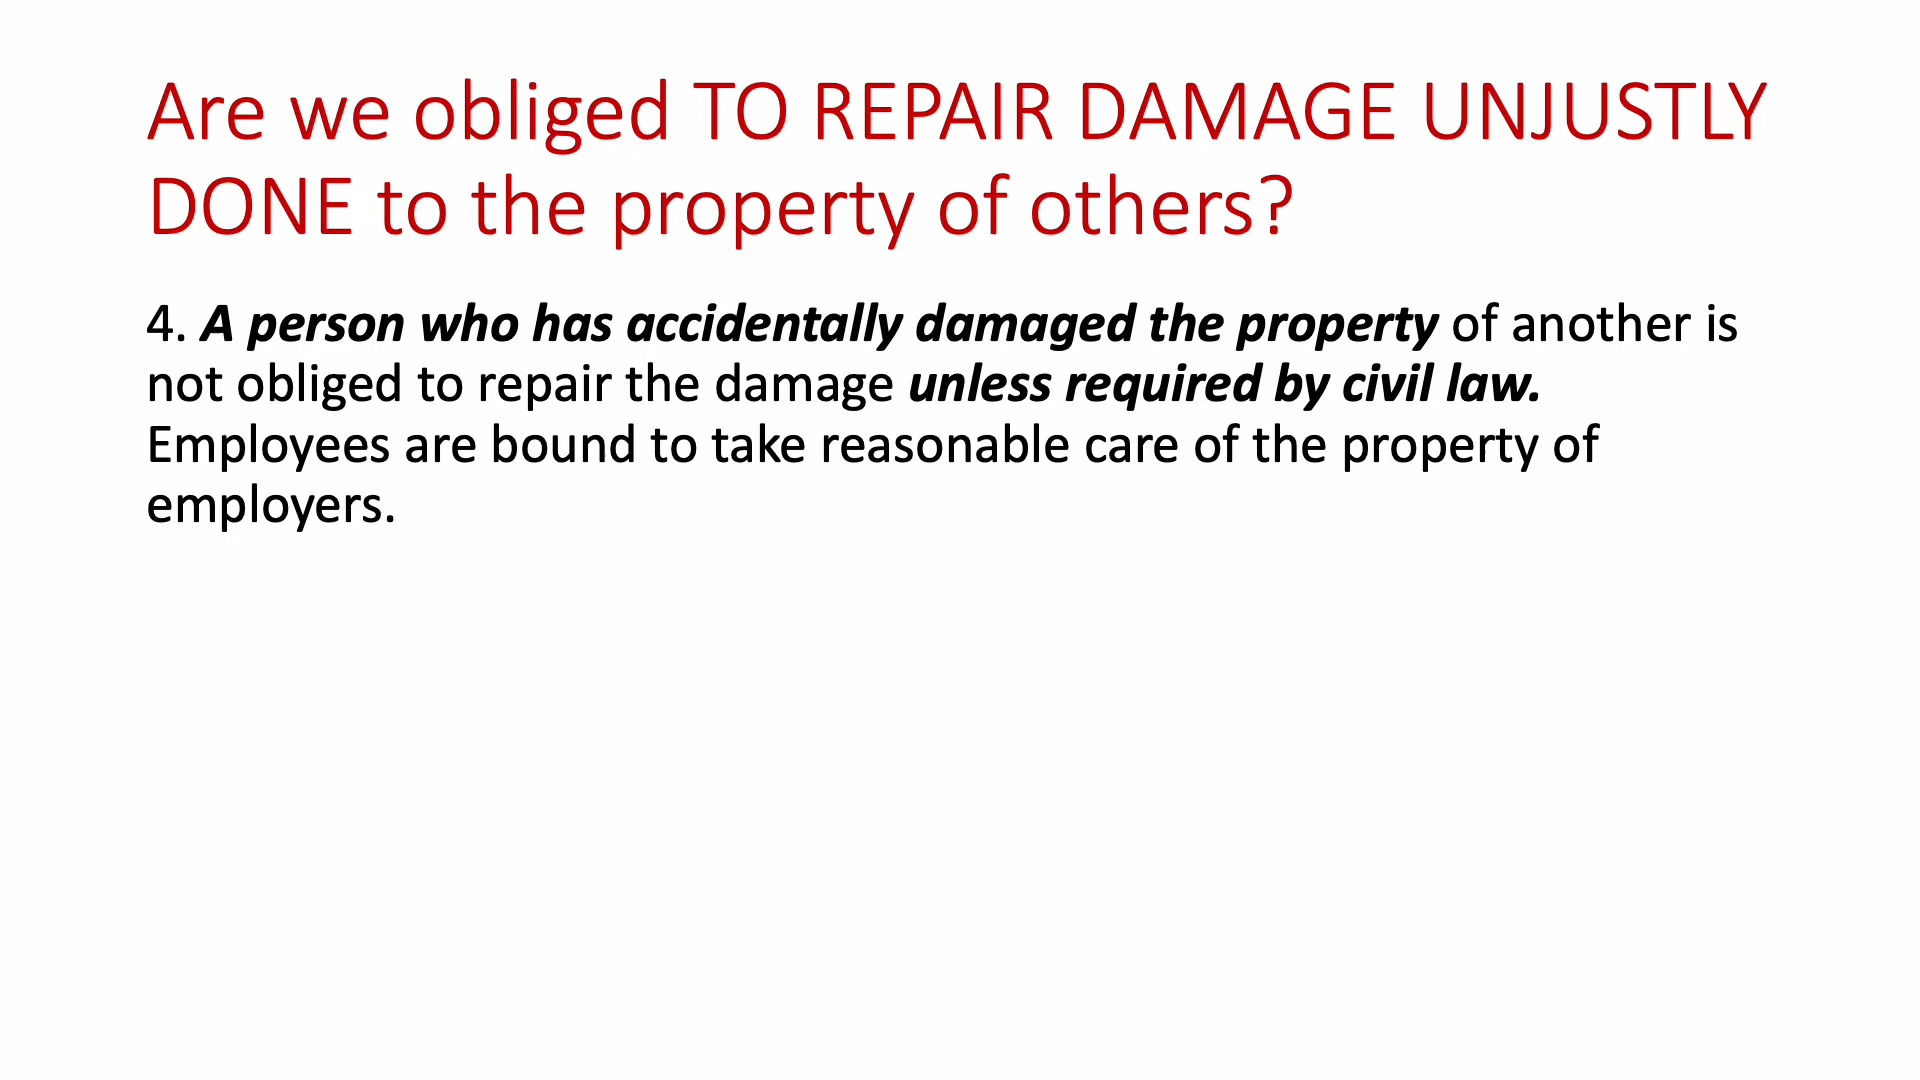 Are we obliged TO REPAIR DAMAGE UNJUSTLY
DONE to the property of others?
4. A person who has accidentally damaged the property of another is
not obliged to repair the damage unless required by civil law.
Employees are bound to take reasonable care of the property of
employers.